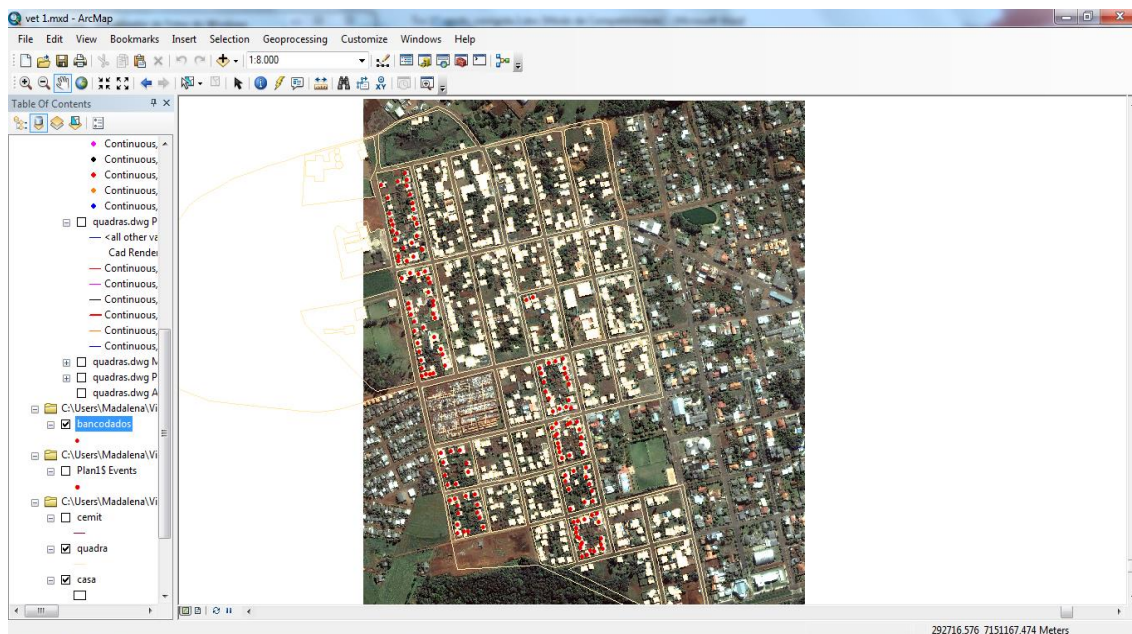 vet 1.mxd - ArcMap
File Edit View Bookmarks Insert Selection Geoprocessing Customize Windows Help
1:8.000
Table Of Contents
Continuous,
Continuous,
Continuous,
Continuous,
Continuous,
quadras.dwg P
<all other va
Cad Render
Continuous,
Continuous,
Continuous,
Continuous,
Continuous,
Continuous,
quadras.dwg M
quadras.dwg P
quadras.dwg A
C:\Users\Madalena\Vi
bancodados
C:\Users\Madalena\Vi
Plan1$ Events
C:\Users\Madalena\Vi
cemit
quadra
casa
292716,576 7151167,474 Meters